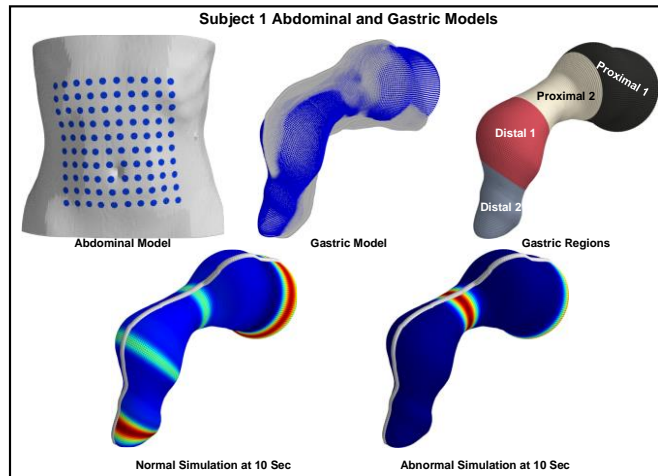 Subject 1 Abdominal and Gastric Models
Proximal 1
Proximal 2
Distal 1
Distal 2
Abdominal Model
Gastric Model
Gastric Regions
Normal Simulation at 10 Sec
Abnormal Simulation at 10 Sec